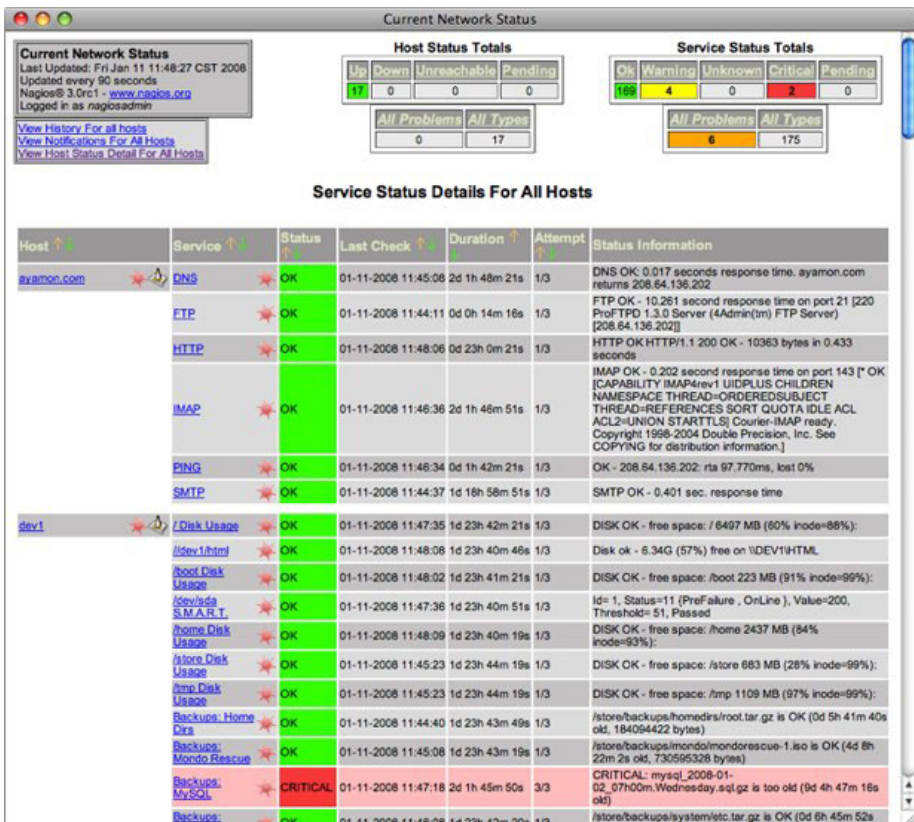 Current Network Status
Current Network Status
Last Updated: Fri Jan 11 11:48:27 CST 2008
Updated every 90 seconds
Nagios® 3.0rc1 - www.nagios.org
Logged in as nagiosadmin
View History For all hosts
View Notifications For All Hosts
View Host Status Detail For All Hosts
Host Status Totals
Up Down Unreachable Pending
17 0 0 0
All Problems All Types
0 17
Service Status Totals
Ok Warning Unknown Critical Pending
169 4 0 2 0
All Problems All Types
6 175
Service Status Details For All Hosts
Host Service Status Last Check Duration Attempt Status Information
ayamon.com DNS OK 01-11-2008 11:45:08 2d 1h 48m 21s 1/3 DNS OK: 0.017 seconds response time. ayamon.com
returns 208.64.136.202
FTP OK 01-11-2008 11:44:11 0d 0h 14m 16s 1/3 FTP OK - 10.261 second response time on port 21 [220
ProFTPD 1.3.0 Server (4Admin(tm) FTP Server)
[208.64.136.202]]
HTTP OK 01-11-2008 11:48:06 0d 23h 0m 21s 1/3 HTTP OK HTTP/1.1 200 OK - 10363 bytes in 0.433
seconds
IMAP OK 01-11-2008 11:46:36 2d 1h 46m 51s 1/3 IMAP OK - 0.202 second response time on port 143 [* OK
[CAPABILITY IMAP4rev1 UIDPLUS CHILDREN
NAMESPACE THREAD=ORDEREDSUBJECT
THREAD=REFERENCES SORT QUOTA IDLE ACL
ACL2=UNION STARTTLS] Courier-IMAP ready.
Copyright 1998-2004 Double Precision, Inc. See
COPYING for distribution information.]
PING OK 01-11-2008 11:46:34 0d 1h 42m 21s 1/3 OK - 208.64.136.202: rta 97.770ms, lost 0%
SMTP OK 01-11-2008 11:44:37 1d 18h 58m 51s 1/3 SMTP OK - 0.401 sec. response time
dev1 / Disk Usage OK 01-11-2008 11:47:35 1d 23h 42m 21s 1/3 DISK OK - free space: / 6497 MB (60% inode=88%):
//dev1/html OK 01-11-2008 11:48:08 1d 23h 40m 46s 1/3 Disk ok - 6.34G (57%) free on \\DEV1\HTML
/boot Disk
Usage OK 01-11-2008 11:48:02 1d 23h 41m 21s 1/3 DISK OK - free space: /boot 223 MB (91% inode=99%):
/dev/sda
S.M.A.R.T. OK 01-11-2008 11:47:36 1d 23h 40m 51s 1/3 Id= 1, Status=11 {PreFailure , OnLine }, Value=200,
Threshold= 51, Passed
/home Disk
Usage OK 01-11-2008 11:48:09 1d 23h 40m 19s 1/3 DISK OK - free space: /home 2437 MB (84%
inode=93%):
/store Disk
Usage OK 01-11-2008 11:45:23 1d 23h 44m 19s 1/3 DISK OK - free space: /store 683 MB (28% inode=99%):
/tmp Disk
Usage OK 01-11-2008 11:45:23 1d 23h 44m 19s 1/3 DISK OK - free space: /tmp 1109 MB (97% inode=99%):
Backups: Home
Dirs OK 01-11-2008 11:44:40 1d 23h 43m 49s 1/3 /store/backups/homedirs/root.tar.gz is OK (0d 5h 41m 40s
old, 184094422 bytes)
Backups:
Mondo Rescue OK 01-11-2008 11:45:08 1d 23h 43m 19s 1/3 /store/backups/mondo/mondorescue-1.iso is OK (4d 8h
22m 2s old, 730595328 bytes)
Backups:
MySQL CRITICAL 01-11-2008 11:47:18 2d 1h 45m 50s 3/3 CRITICAL: mysql_2008-01-
02_07h00m.Wednesday.sql.gz is too old (9d 4h 47m 16s
old)
Backups: OK /store/backups/system/etc.tar.gz is OK (0d 6h 45m 52s